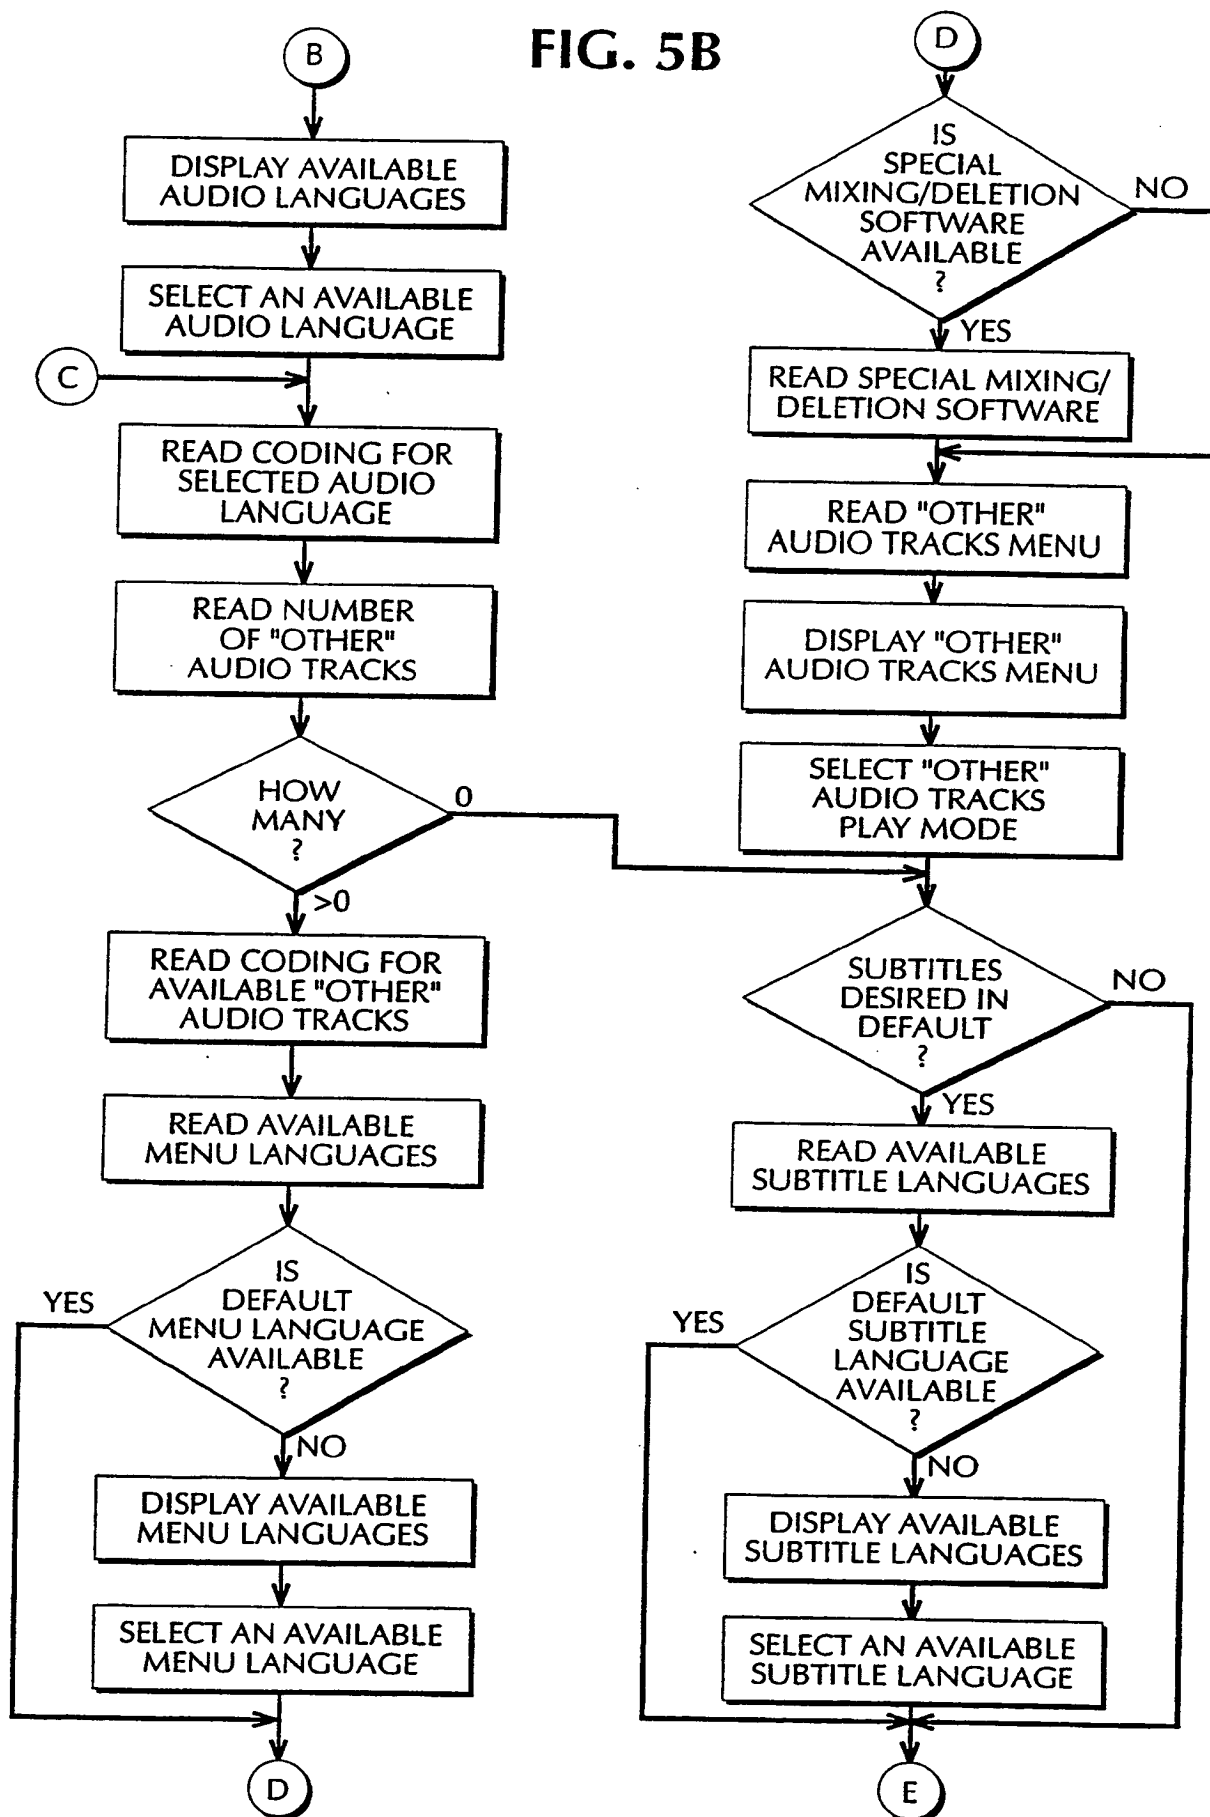 FIG. 5B
B
DISPLAY AVAILABLE
AUDIO LANGUAGES
SELECT AN AVAILABLE
AUDIO LANGUAGE
C
READ CODING FOR
SELECTED AUDIO
LANGUAGE
READ NUMBER
OF "OTHER"
AUDIO TRACKS
HOW
MANY
?
0
>0
READ CODING FOR
AVAILABLE "OTHER"
AUDIO TRACKS
READ AVAILABLE
MENU LANGUAGES
IS
DEFAULT
MENU LANGUAGE
AVAILABLE
?
YES
NO
DISPLAY AVAILABLE
MENU LANGUAGES
SELECT AN AVAILABLE
MENU LANGUAGE
D
D
IS
SPECIAL
MIXING/DELETION
SOFTWARE
AVAILABLE
?
NO
YES
READ SPECIAL MIXING/
DELETION SOFTWARE
READ "OTHER"
AUDIO TRACKS MENU
DISPLAY "OTHER"
AUDIO TRACKS MENU
SELECT "OTHER"
AUDIO TRACKS
PLAY MODE
SUBTITLES
DESIRED IN
DEFAULT
?
NO
YES
READ AVAILABLE
SUBTITLE LANGUAGES
IS
DEFAULT
SUBTITLE
LANGUAGE
AVAILABLE
?
YES
NO
DISPLAY AVAILABLE
SUBTITLE LANGUAGES
SELECT AN AVAILABLE
SUBTITLE LANGUAGE
E